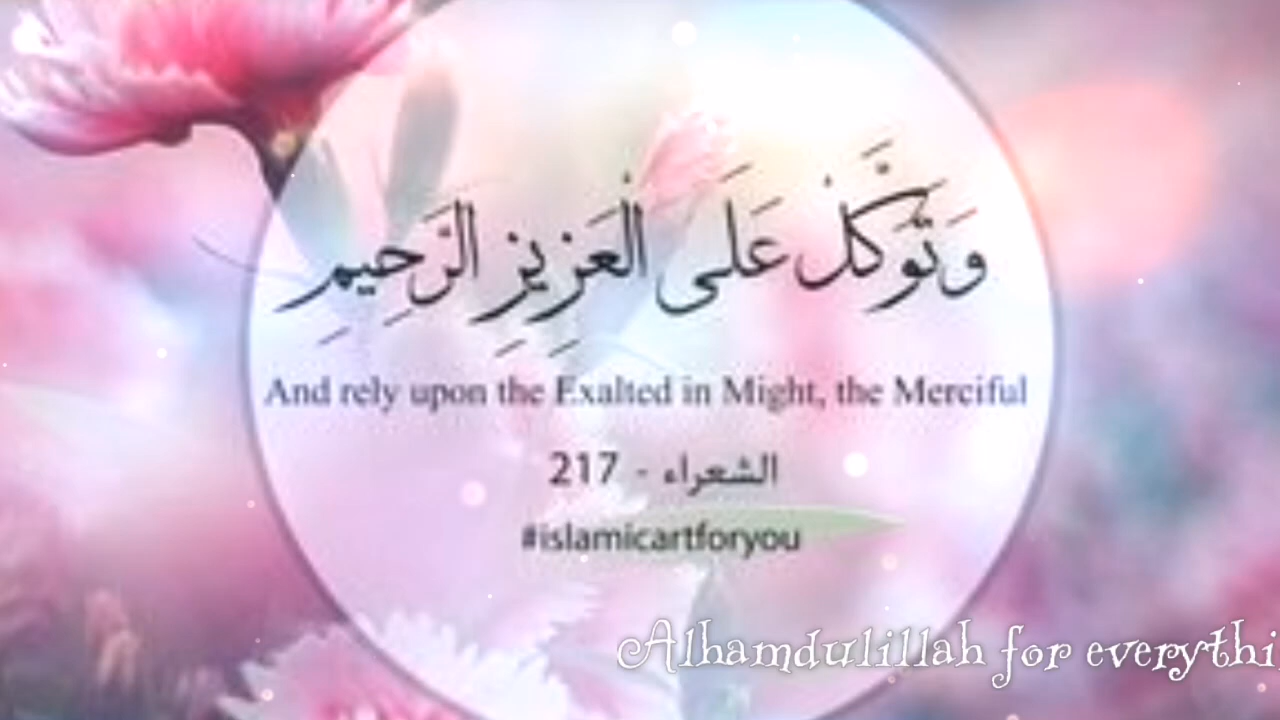 وَتَوَكَّلْ عَلَى الْعَزِيزِ الرَّحِيمِ
And rely upon the Exalted in Might, the Merciful
الشعراء - 217
#islamicartforyou
Alhamdulillah for everythi